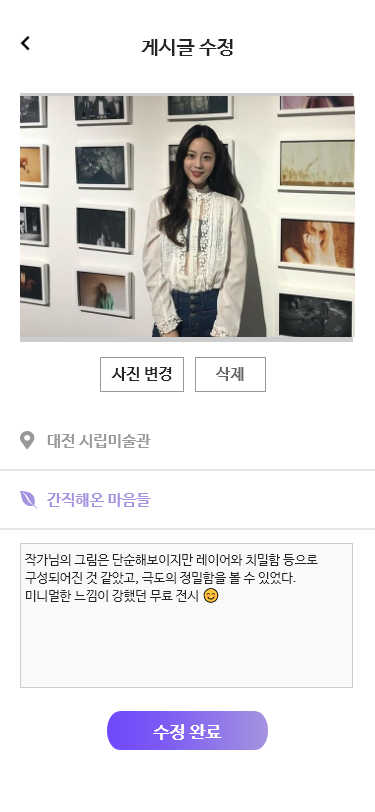 게시글 수정
사진 변경
삭제
대전 시립미술관
간직해온 마음들
작가님의 그림은 단순해보이지만 레이어와 치밀함 등으로
구성되어진 것 같았고, 극도의 정밀함을 볼 수 있었다.
미니멀한 느낌이 강했던 무료 전시 😊
수정 완료